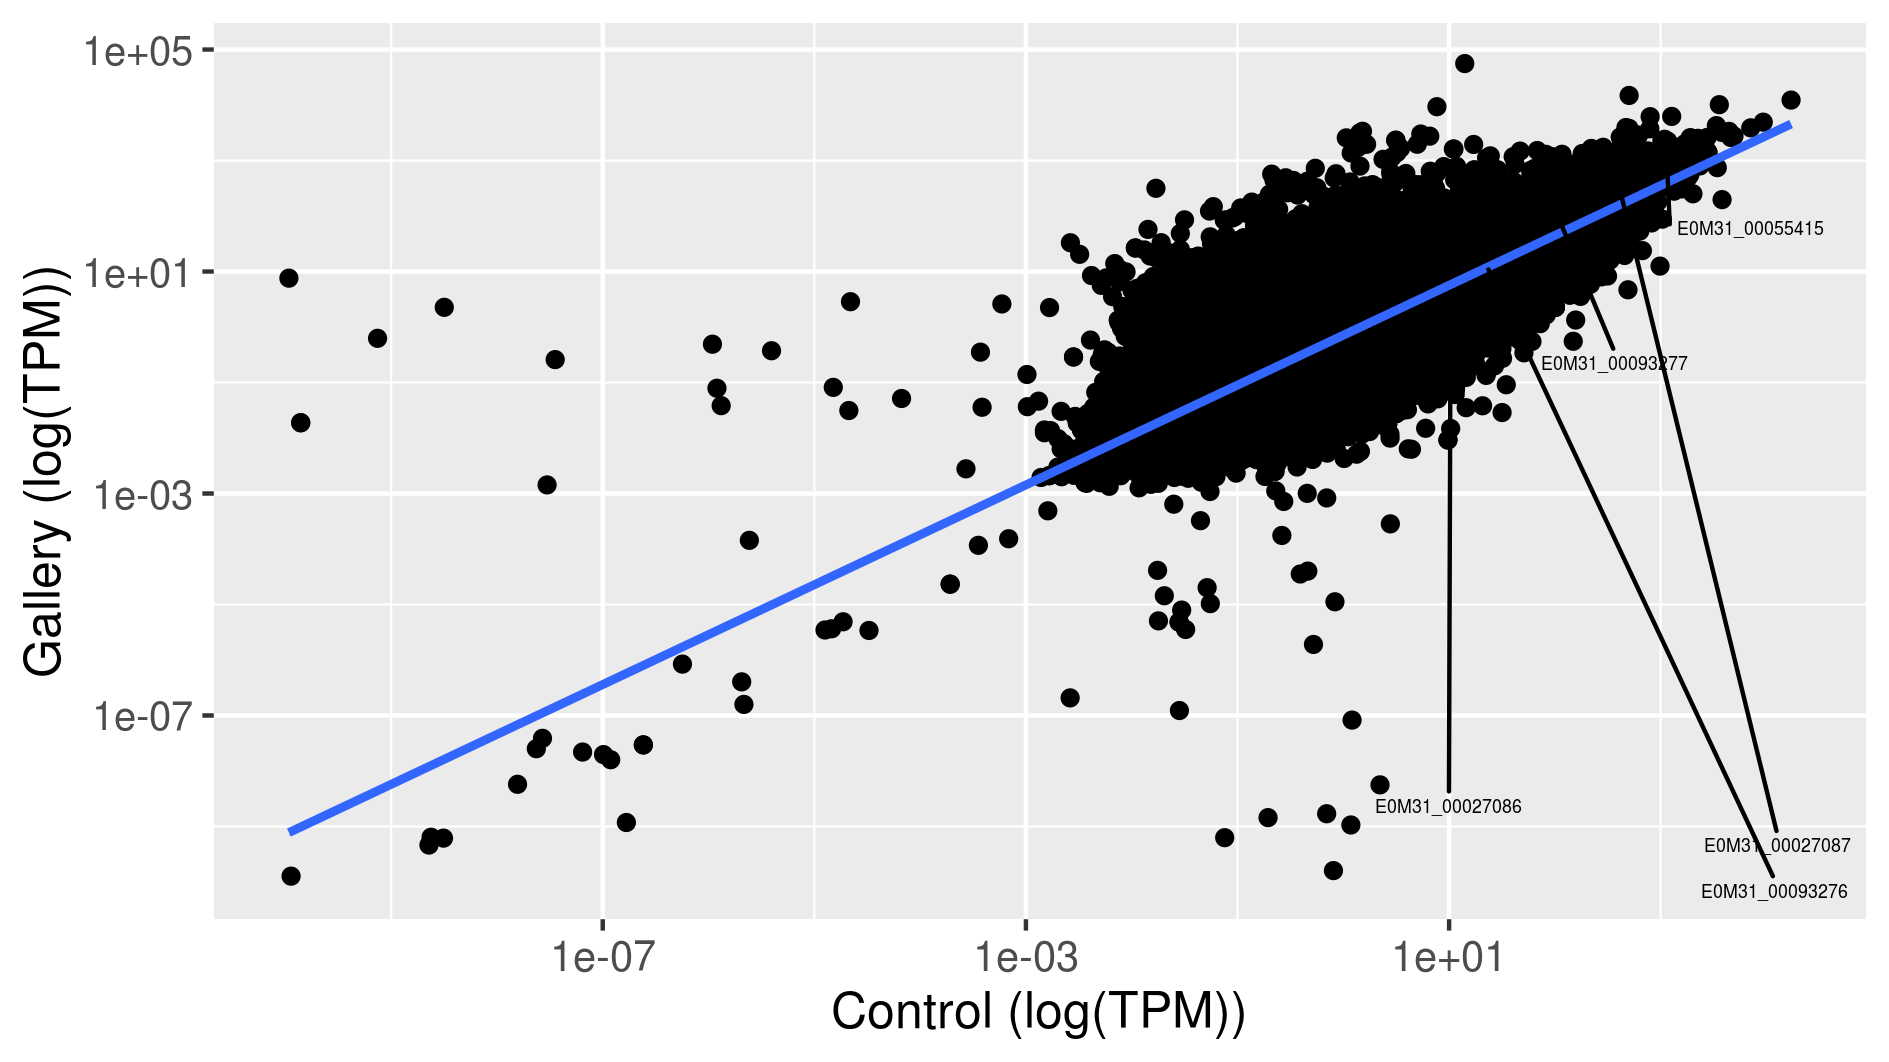 Gallery (log(TPM))
1e+05
1e+01
1e-03
1e-07
E0M31_00055415
E0M31_00093277
E0M31_00027086
E0M31_00027087
E0M31_00093276
1e-07
1e-03
1e+01
Control (log(TPM))